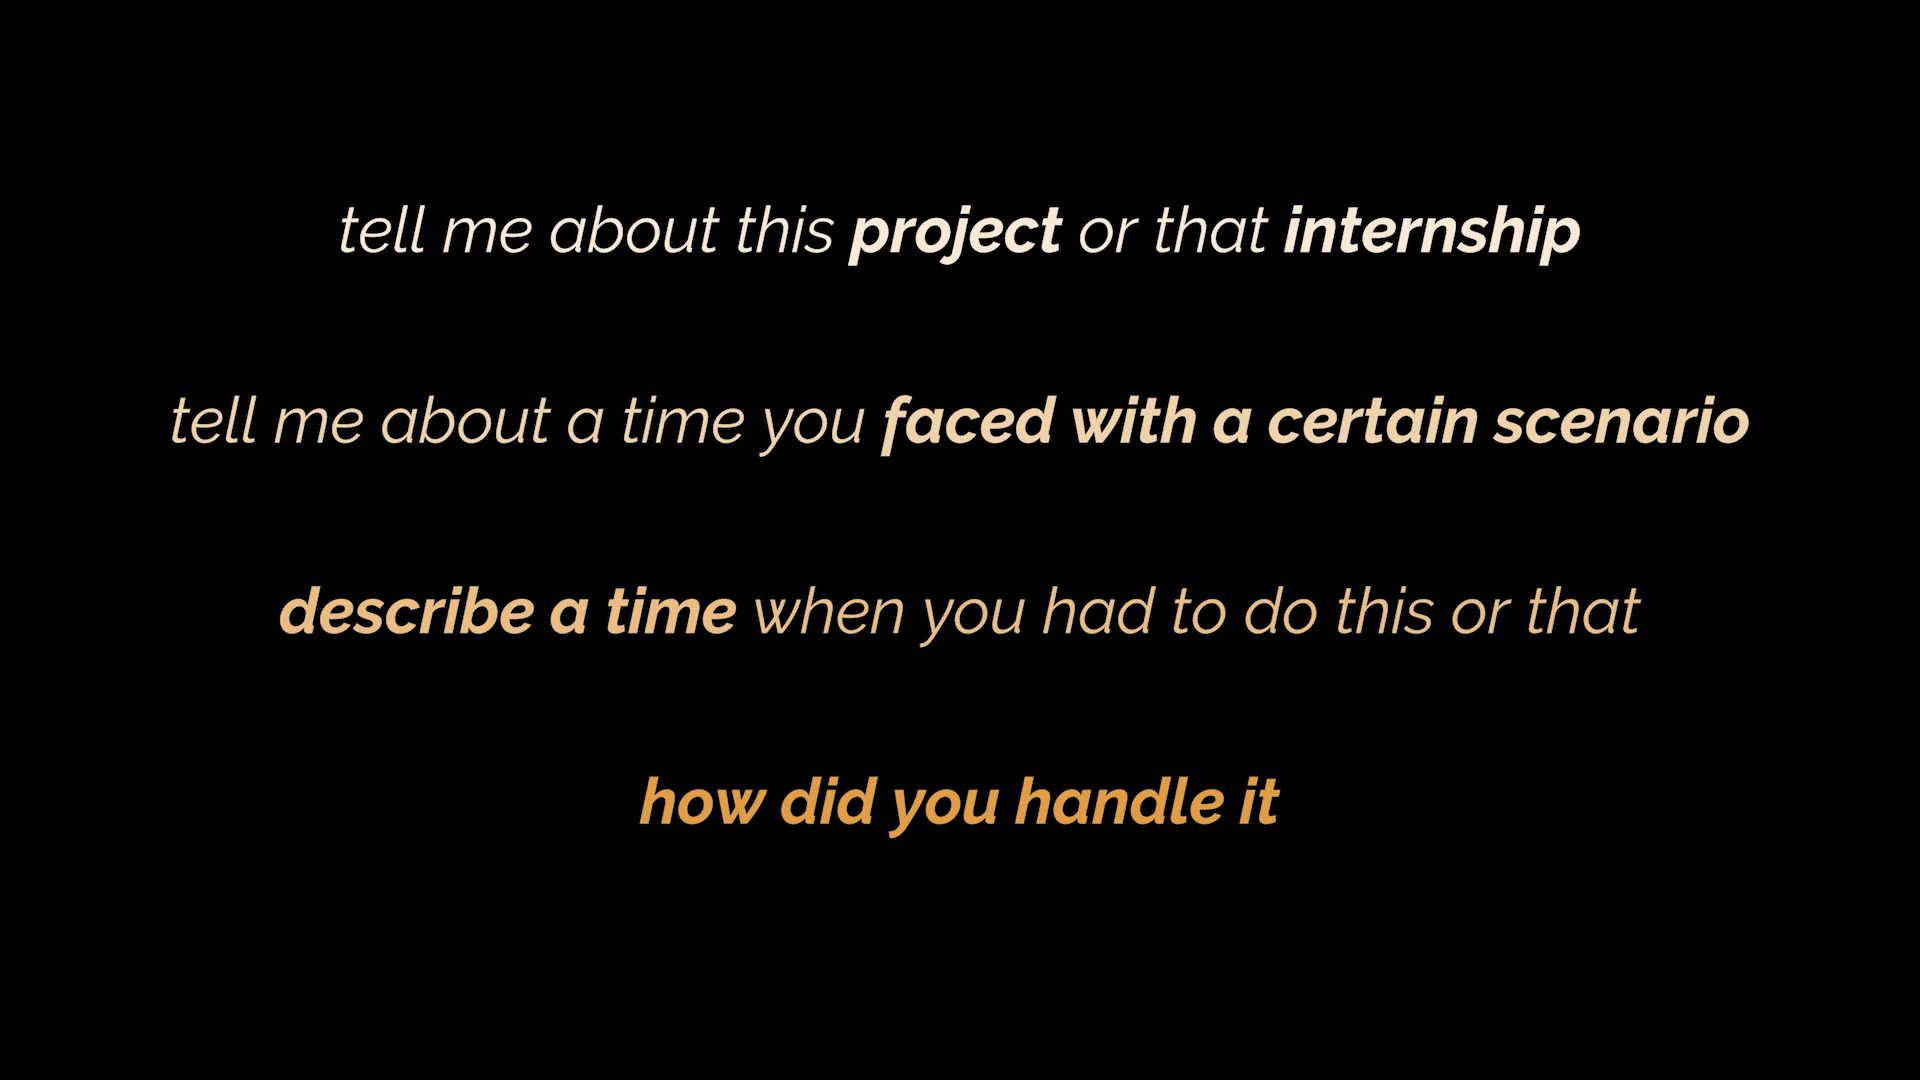 tell me about this project or that internship
tell me about a time you faced with a certain scenario
describe a time when you had to do this or that
how did you handle it